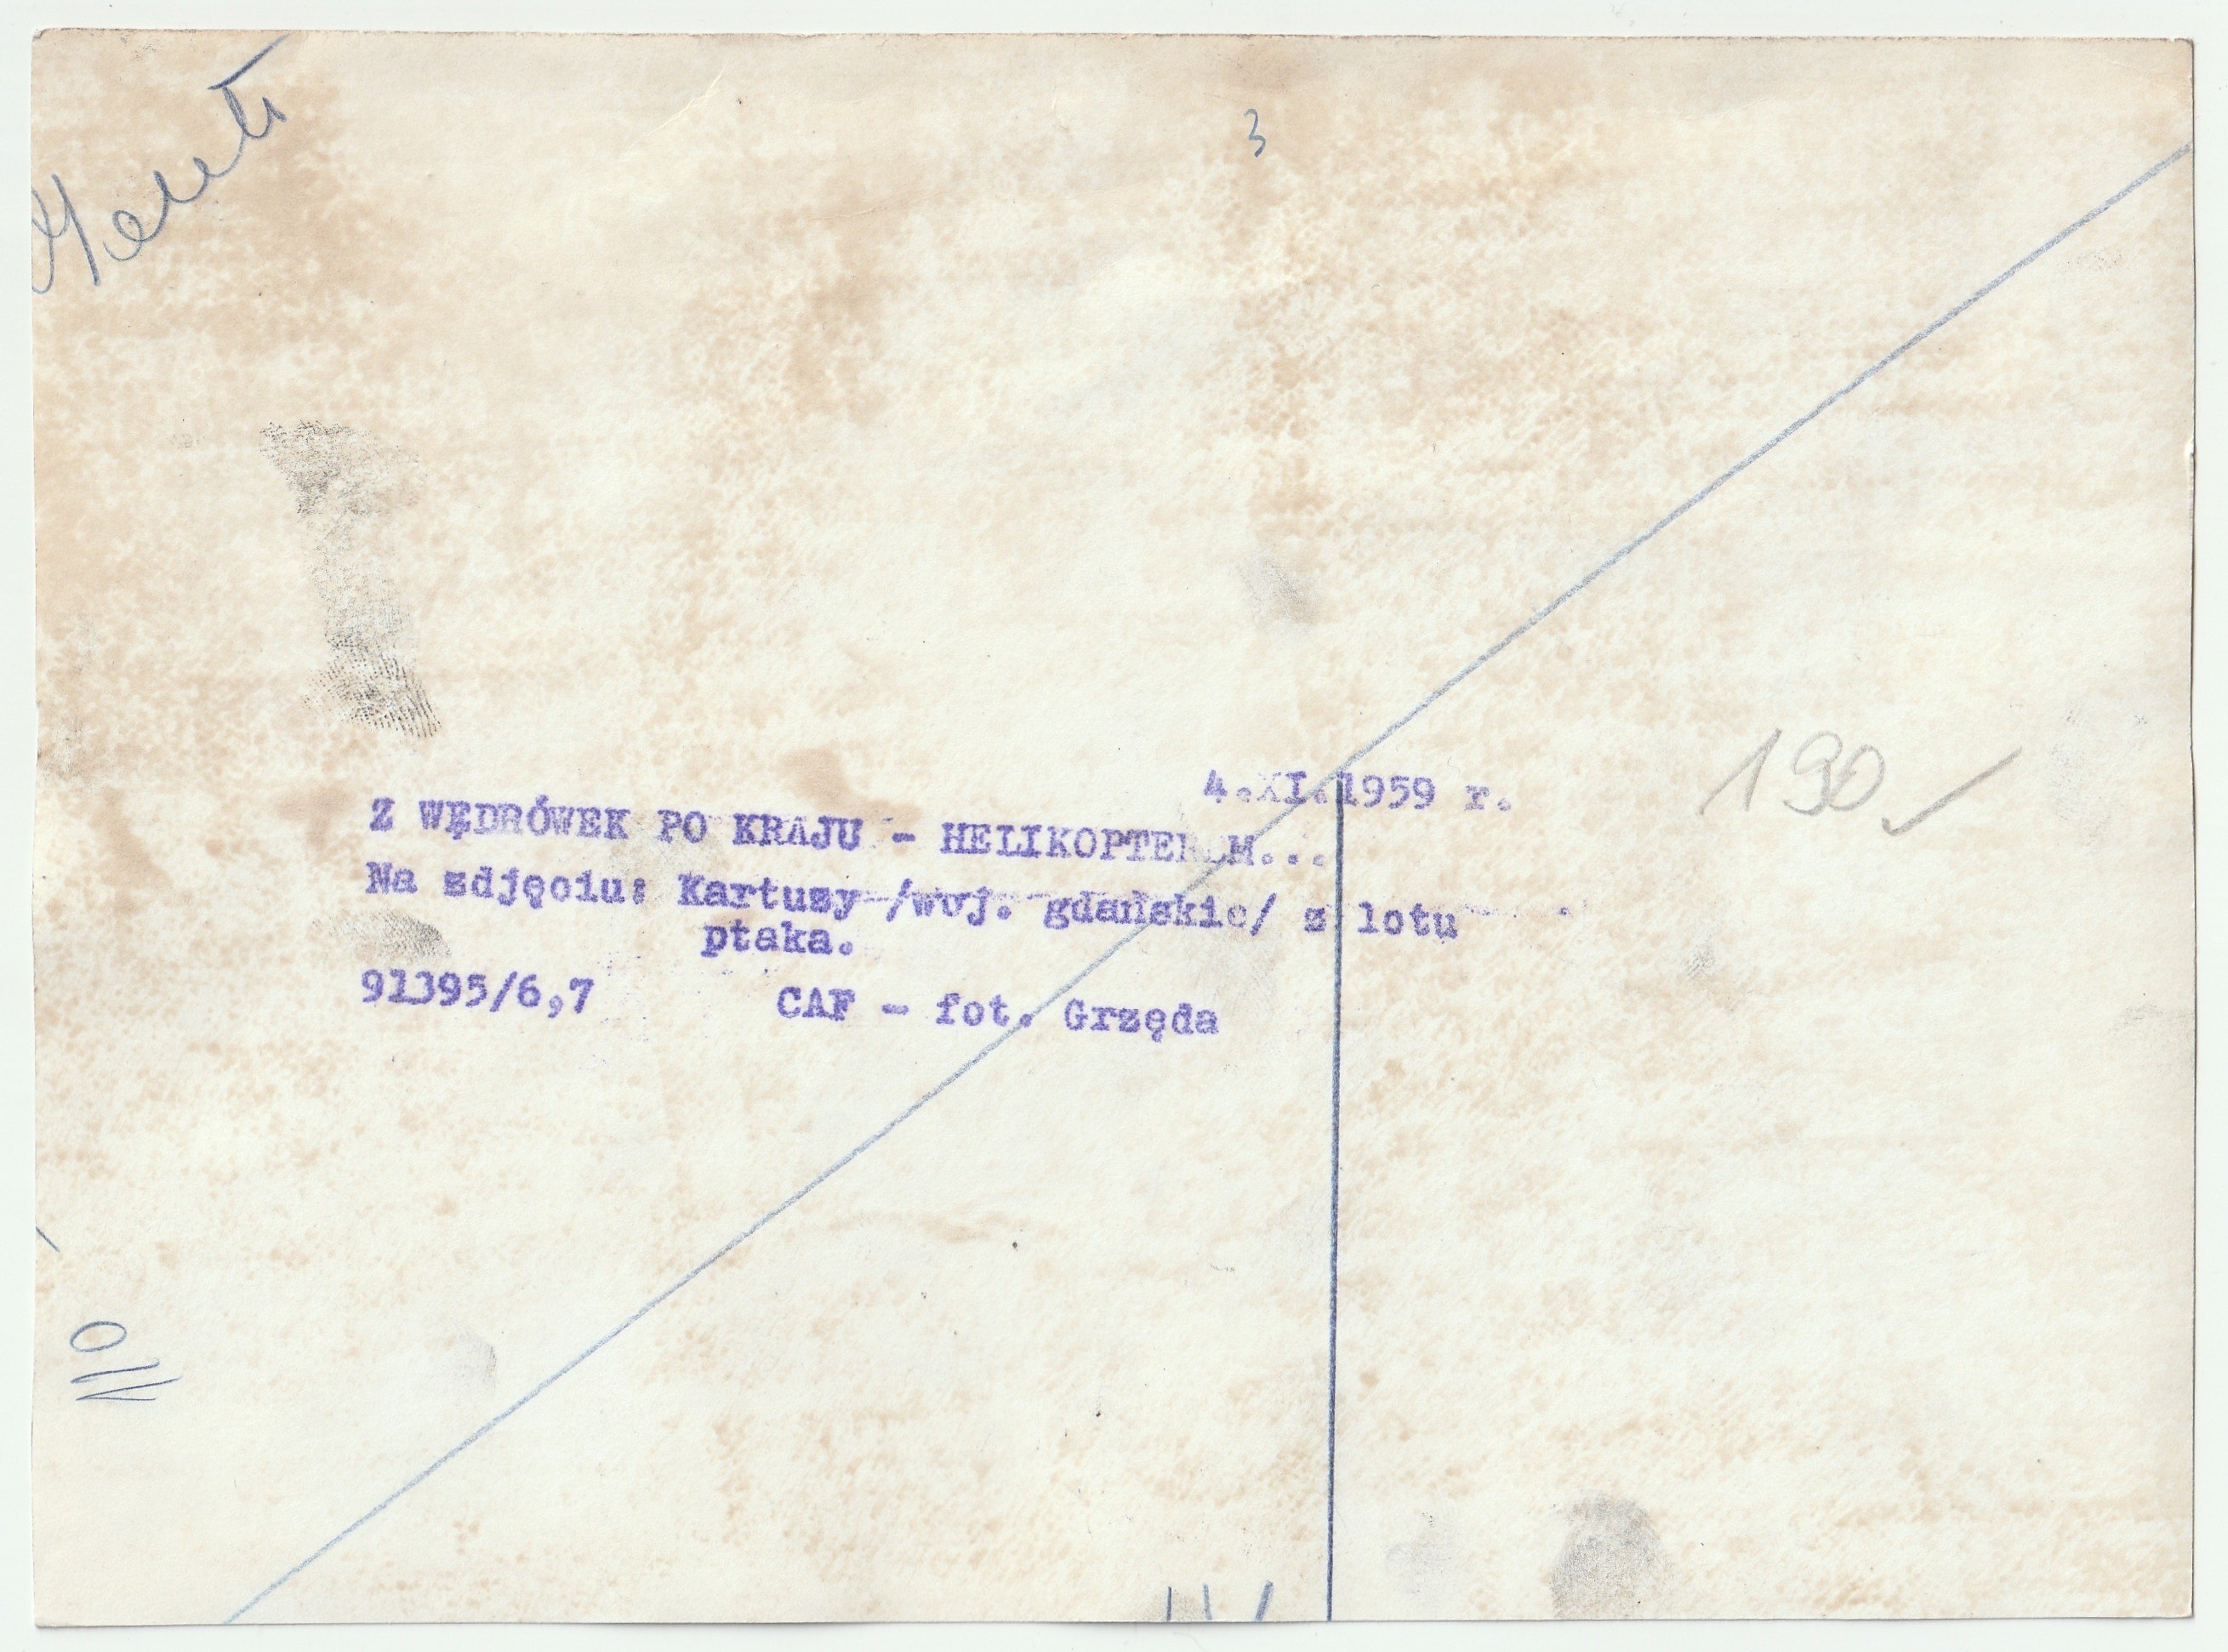 3
190
4.XI.1959 r.
Z WĘDRÓWEK PO KRAJU - HELIKOPTEREM...
Na zdjęciu: Kartuzy /woj. gdańskie/ z lotu
ptaka.
91395/6,7 CAF - fot. Grzęda